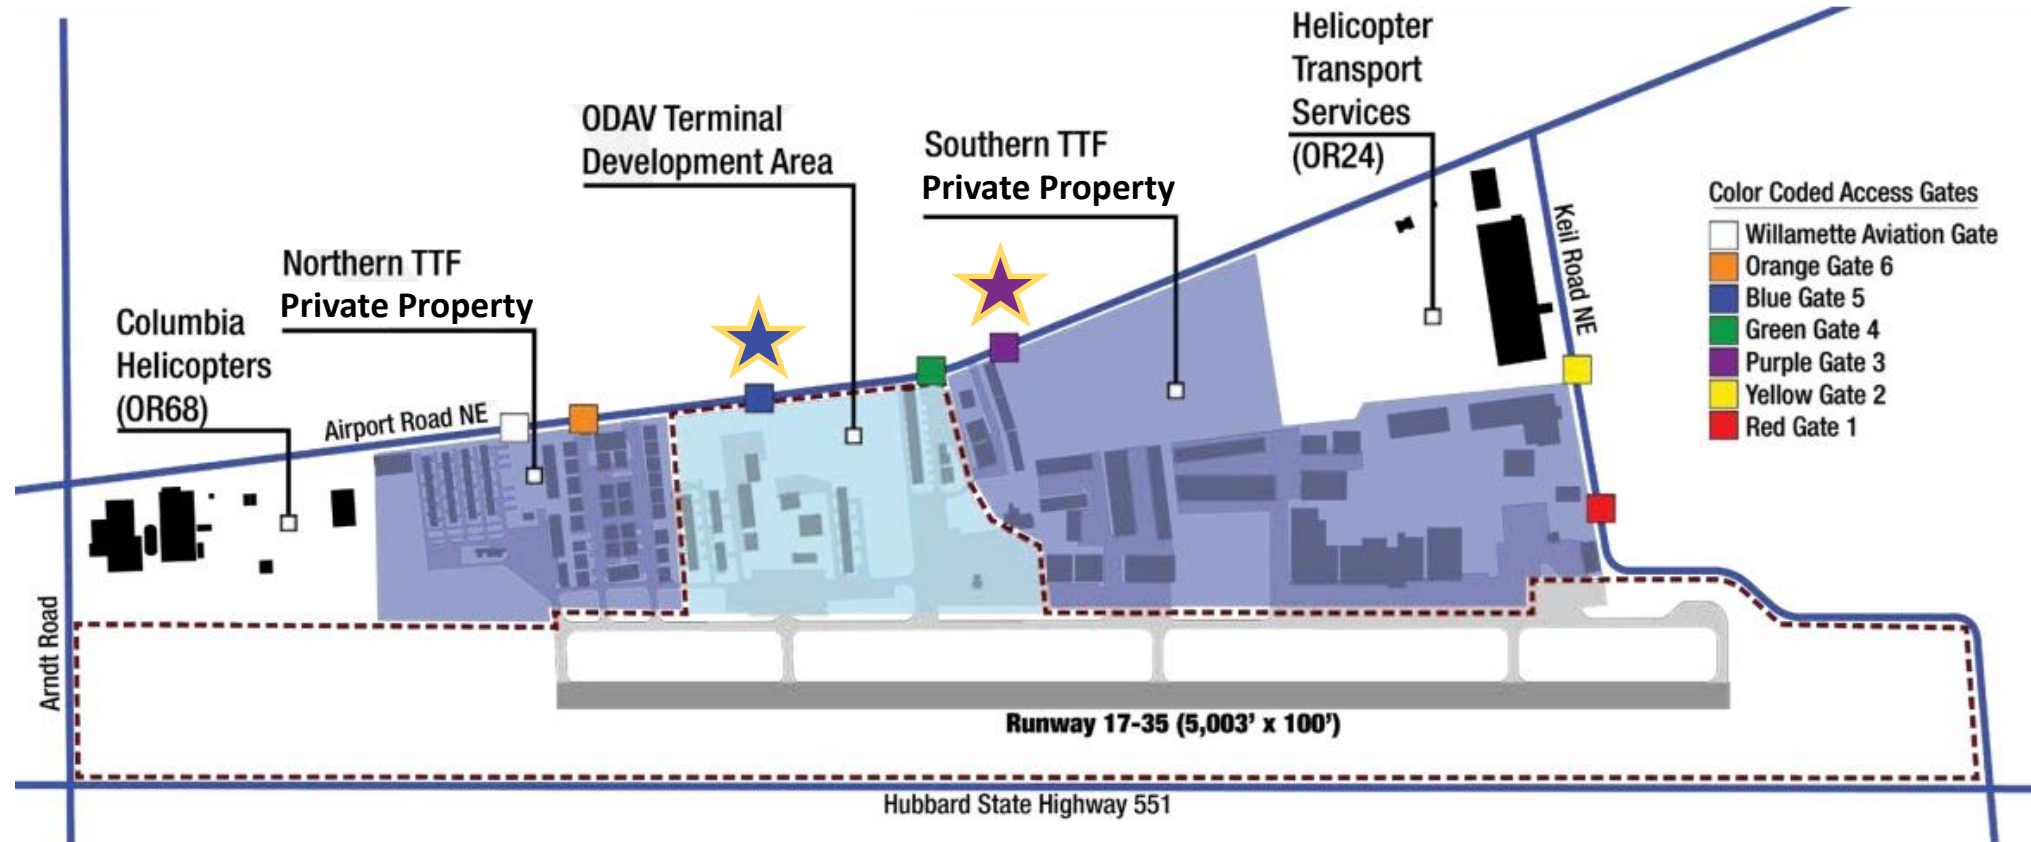 Helicopter
Transport
Services
(OR24)
ODAV Terminal
Development Area
Southern TTF
Private Property
Northern TTF
Private Property
Columbia
Helicopters
(OR68)
Airport Road NE
Keil Road NE
Color Coded Access Gates
Willamette Aviation Gate
Orange Gate 6
Blue Gate 5
Green Gate 4
Purple Gate 3
Yellow Gate 2
Red Gate 1
Arndt Road
Runway 17-35 (5,003' x 100')
Hubbard State Highway 551